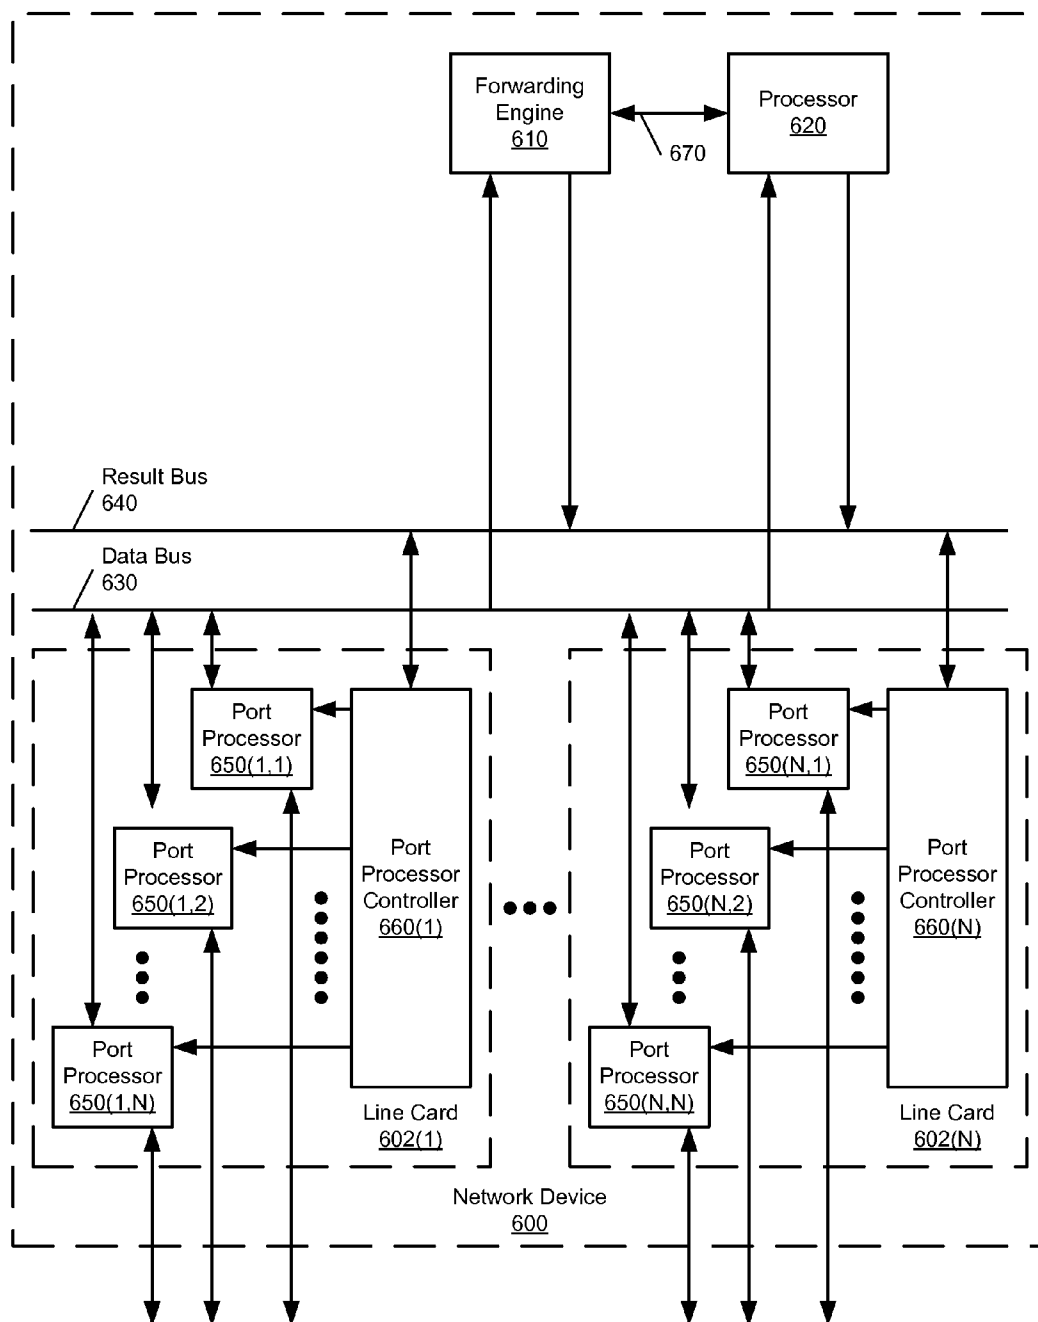 Forwarding
Engine
610
Processor
620
670
Result Bus
640
Data Bus
630
Port
Processor
650(1,1)
Port
Processor
650(1,2)
Port
Processor
650(1,N)
Port
Processor
Controller
660(1)
Line Card
602(1)
Port
Processor
650(N,1)
Port
Processor
650(N,2)
Port
Processor
650(N,N)
Port
Processor
Controller
660(N)
Line Card
602(N)
Network Device
600